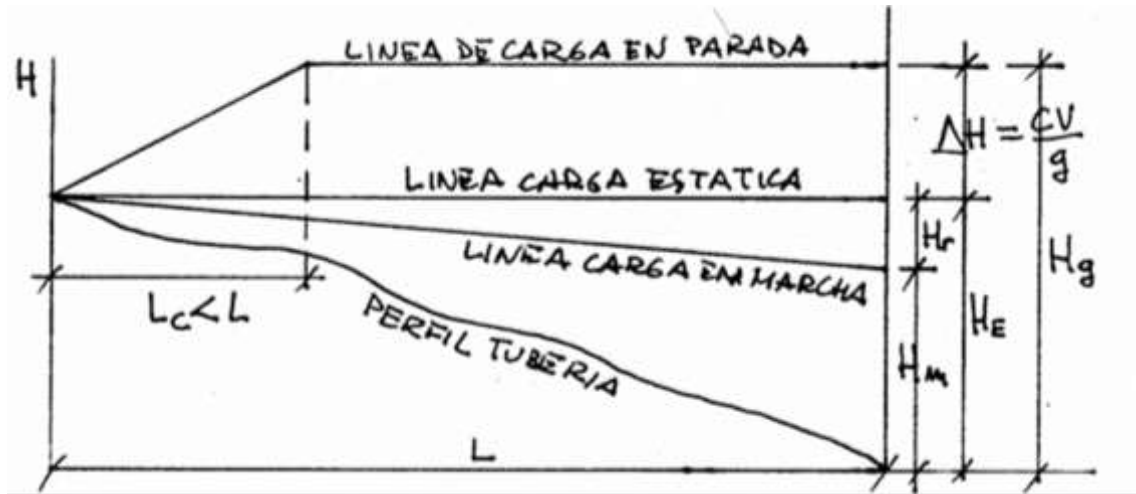 LINEA DE CARGA EN PARADA
H
ΔH = CV/g
LINEA CARGA ESTATICA
Hr
LINEA CARGA EN MARCHA
Hg
Lc<L
PERFIL TUBERIA
HE
Hm
L